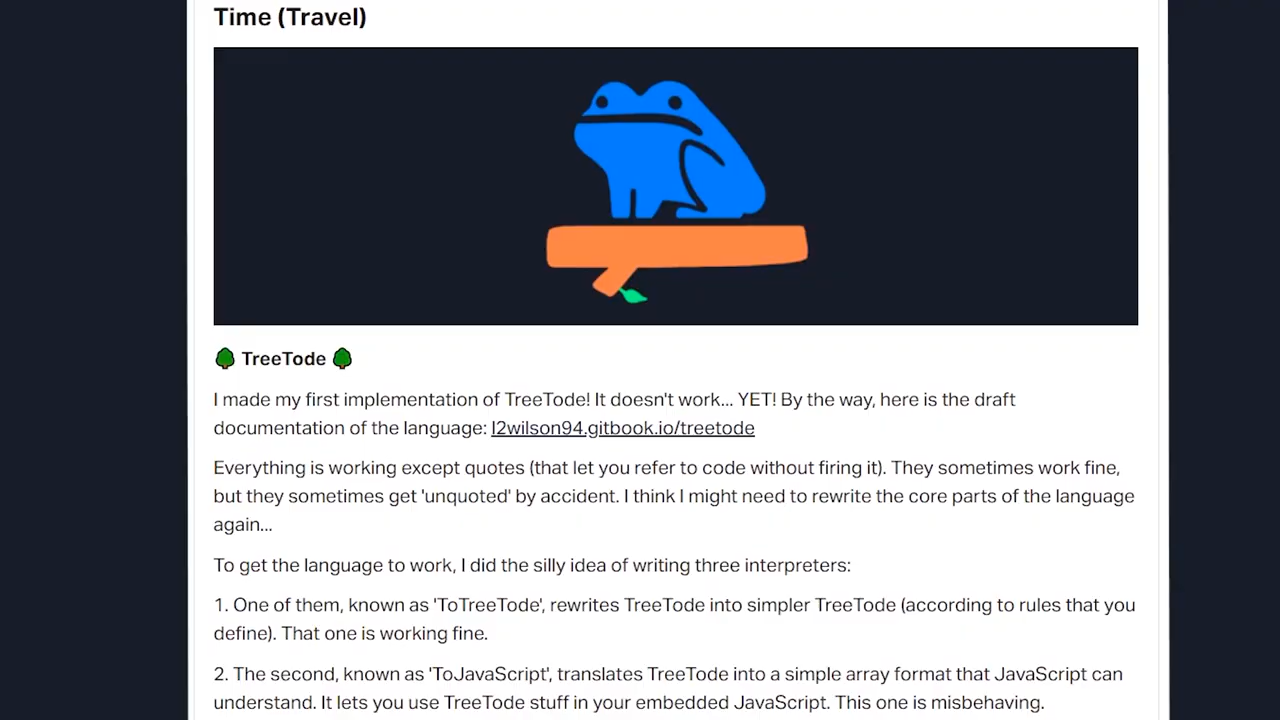 Time (Travel)
🌳 TreeTode 🌳
I made my first implementation of TreeTode! It doesn't work... YET! By the way, here is the draft
documentation of the language: l2wilson94.gitbook.io/treetode
Everything is working except quotes (that let you refer to code without firing it). They sometimes work fine,
but they sometimes get 'unquoted' by accident. I think I might need to rewrite the core parts of the language
again...
To get the language to work, I did the silly idea of writing three interpreters:
1. One of them, known as 'ToTreeTode', rewrites TreeTode into simpler TreeTode (according to rules that you
define). That one is working fine.
2. The second, known as 'ToJavaScript', translates TreeTode into a simple array format that JavaScript can
understand. It lets you use TreeTode stuff in your embedded JavaScript. This one is misbehaving.